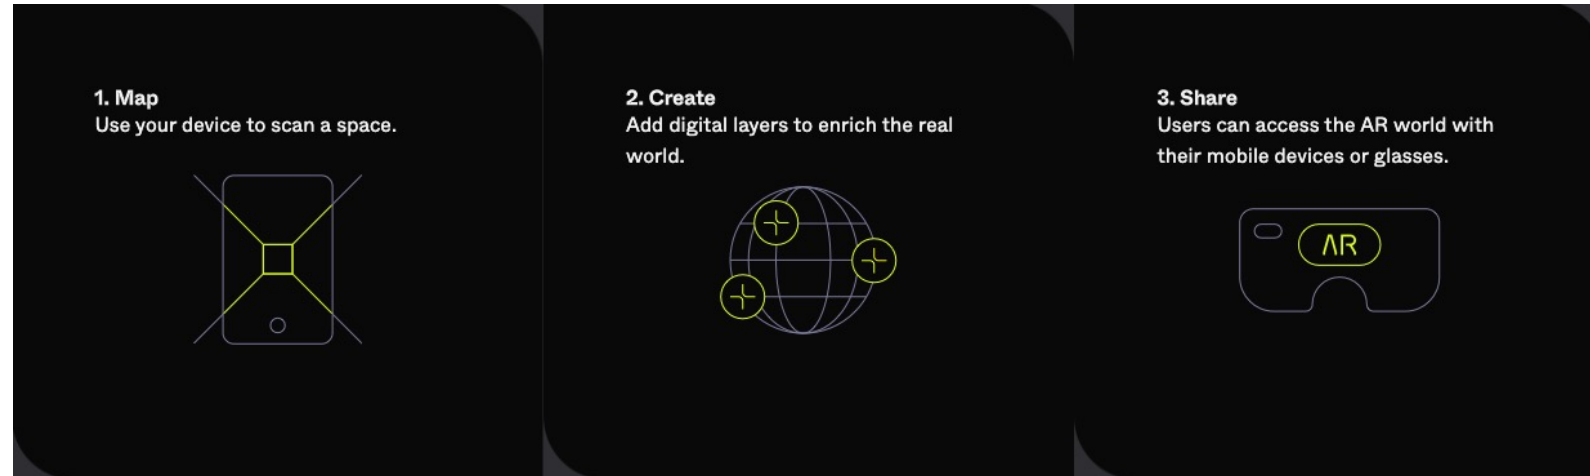 1. Map
Use your device to scan a space.
2. Create
Add digital layers to enrich the real
world.
3. Share
Users can access the AR world with
their mobile devices or glasses.
AR